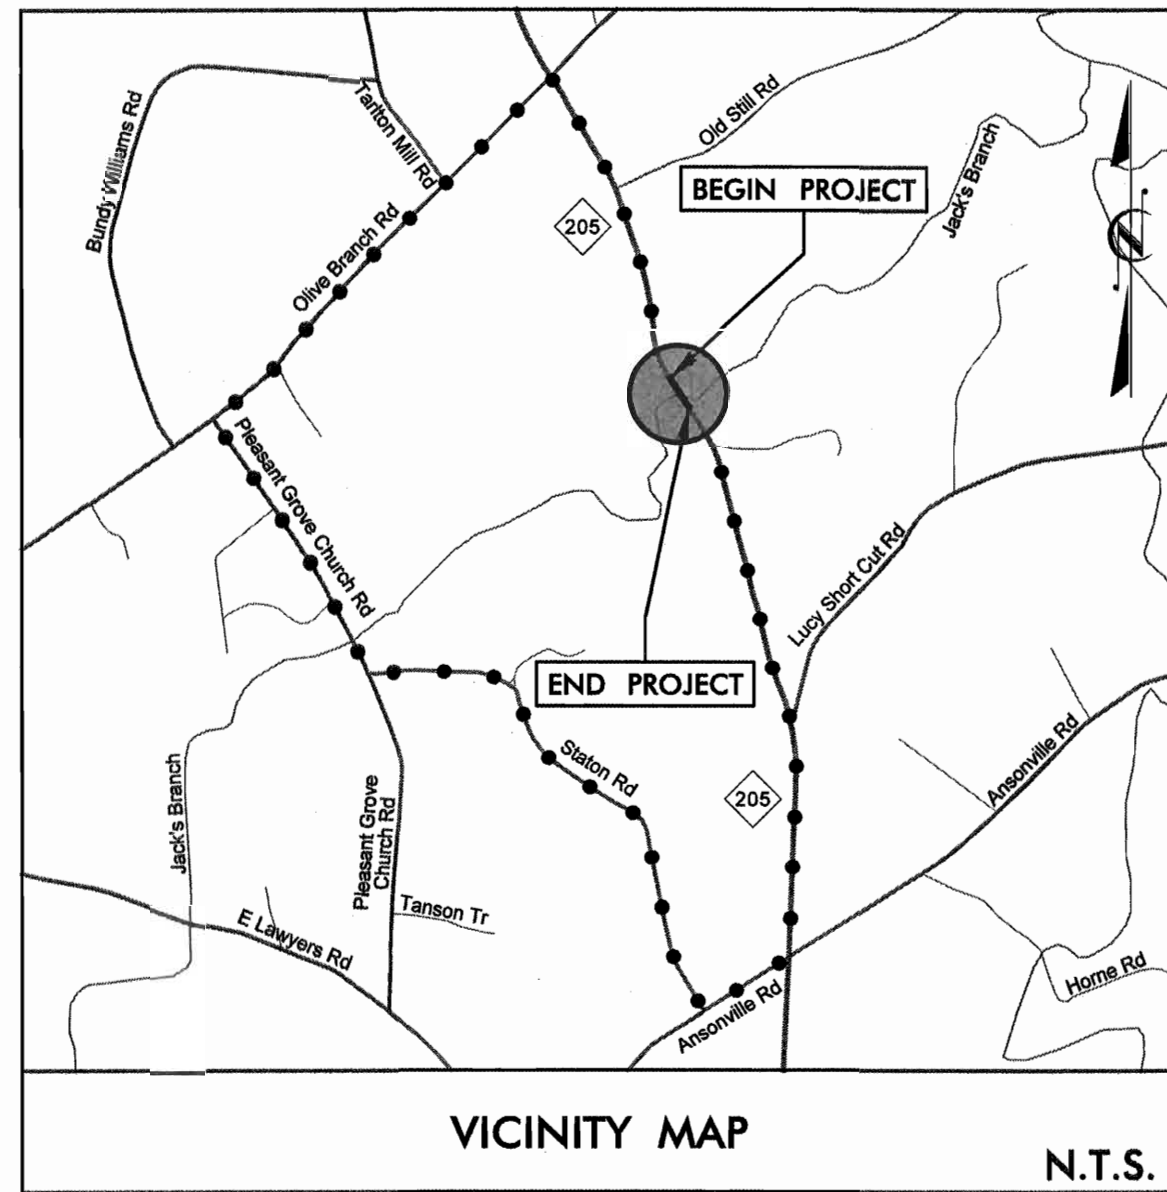 Bundy Williams Rd
Tarlton Mill Rd
Old Still Rd
Jack's Branch
BEGIN PROJECT
205
Olive Branch Rd
N
Pleasant Grove Church Rd
Lucy Short Cut Rd
END PROJECT
Staton Rd
205
Ansonville Rd
Jack's Branch
Pleasant Grove
Church Rd
Tanson Tr
E Lawyers Rd
Horne Rd
Ansonville Rd
VICINITY MAP
N.T.S.